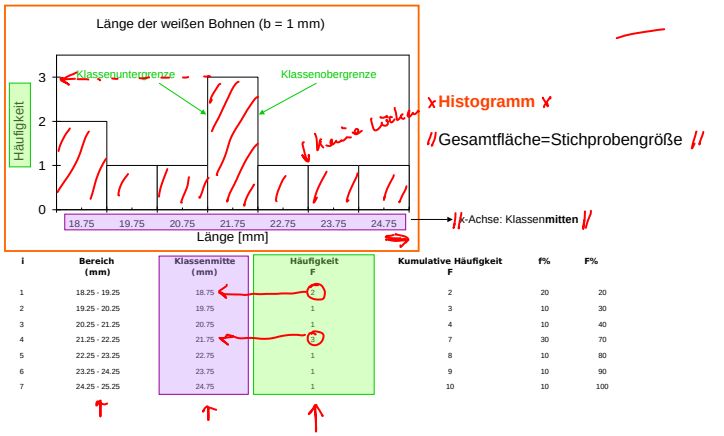 Länge der weißen Bohnen (b = 1 mm)
Klassenuntergrenze
Klassenobergrenze
Häufigkeit
3
2
1
0
18.75 19.75 20.75 21.75 22.75 23.75 24.75
Länge [mm]
keine Lücken
x Histogramm x
// Gesamtfläche=Stichprobengröße //
x-Achse: Klassenmitten //
i Bereich (mm) Klassenmitte (mm) Häufigkeit F Kumulative Häufigkeit F f% F%
1 18.25 - 19.25 18.75 2 2 20 20
2 19.25 - 20.25 19.75 1 3 10 30
3 20.25 - 21.25 20.75 1 4 10 40
4 21.25 - 22.25 21.75 3 7 30 70
5 22.25 - 23.25 22.75 1 8 10 80
6 23.25 - 24.25 23.75 1 9 10 90
7 24.25 - 25.25 24.75 1 10 10 100